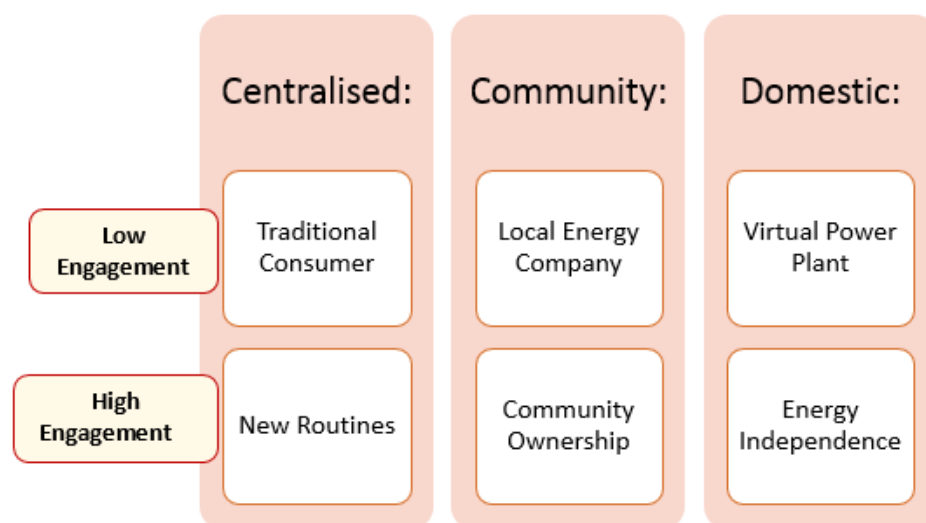 Centralised:
Community:
Domestic:
Low
Engagement
Traditional
Consumer
Local Energy
Company
Virtual Power
Plant
High
Engagement
New Routines
Community
Ownership
Energy
Independence